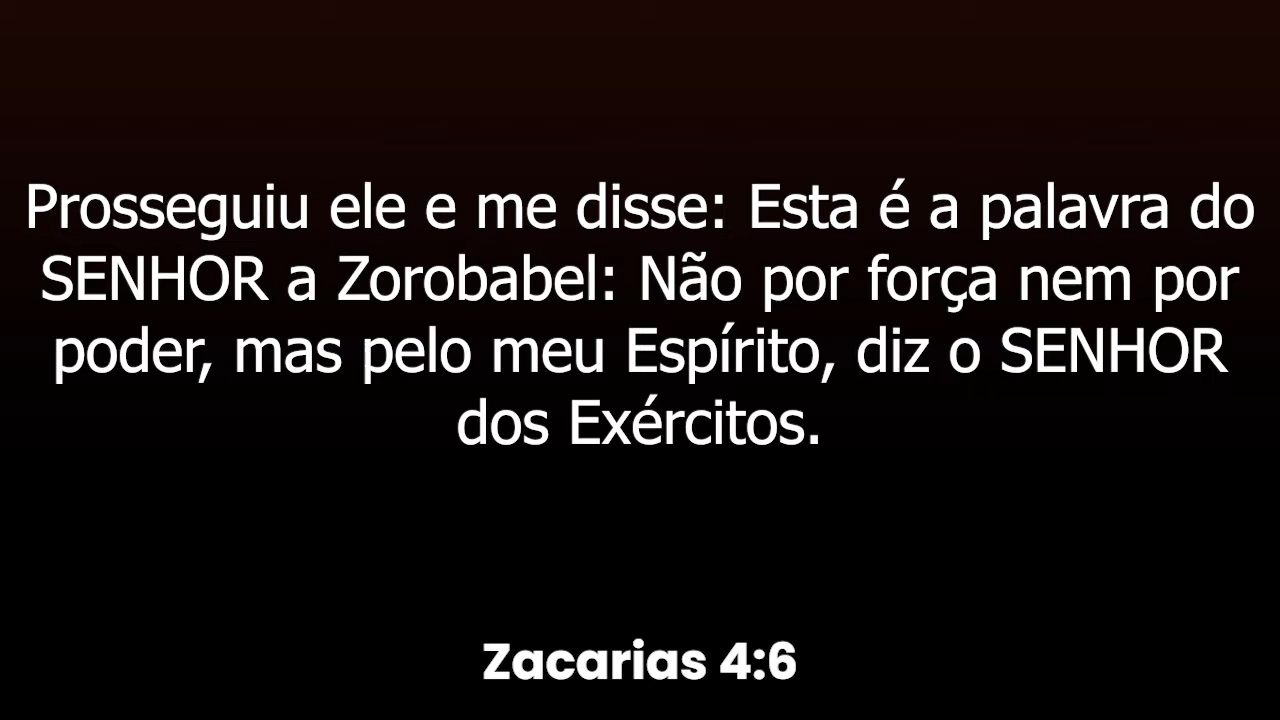 Prosseguiu ele e me disse: Esta é a palavra do
SENHOR a Zorobabel: Não por força nem por
poder, mas pelo meu Espírito, diz o SENHOR
dos Exércitos.
Zacarias 4:6